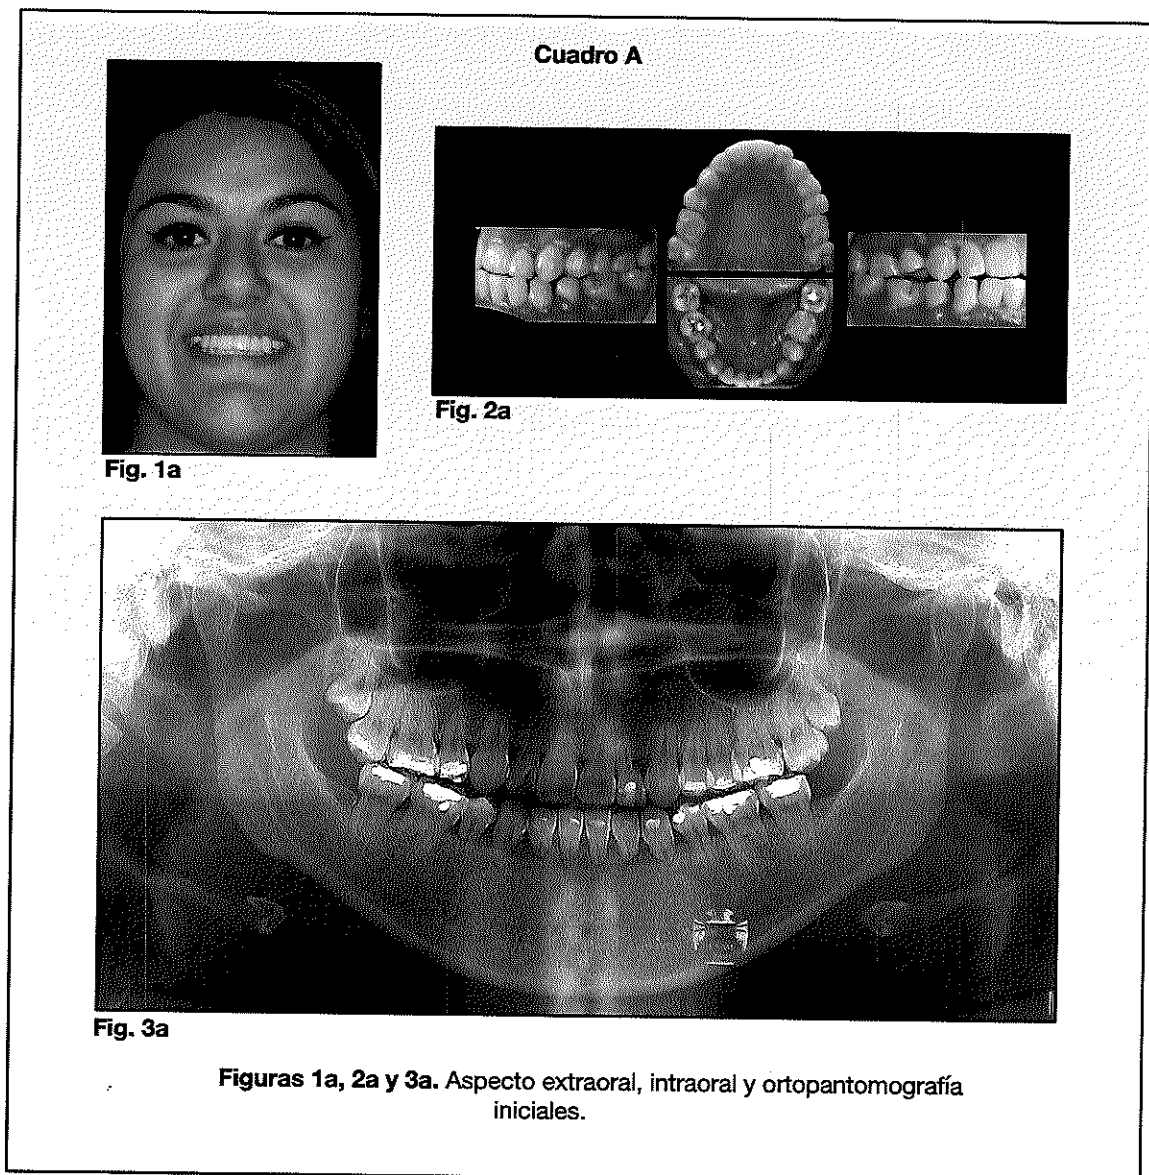 Cuadro A
Fig. 1a
Fig. 2a
Fig. 3a
Figuras 1a, 2a y 3a. Aspecto extraoral, intraoral y ortopantomografía
iniciales.